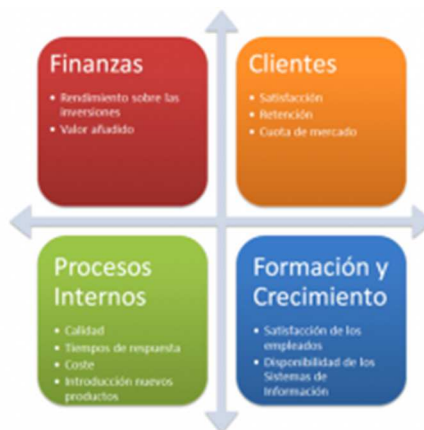 Finanzas
• Rendimiento sobre las
inversiones
• Valor añadido
Clientes
• Satisfacción
• Retención
• Cuota de mercado
Procesos
Internos
• Calidad
• Tiempos de respuesta
• Coste
• Introducción nuevos
productos
Formación y
Crecimiento
• Satisfacción de los
empleados
• Disponibilidad de los
Sistemas de
Información